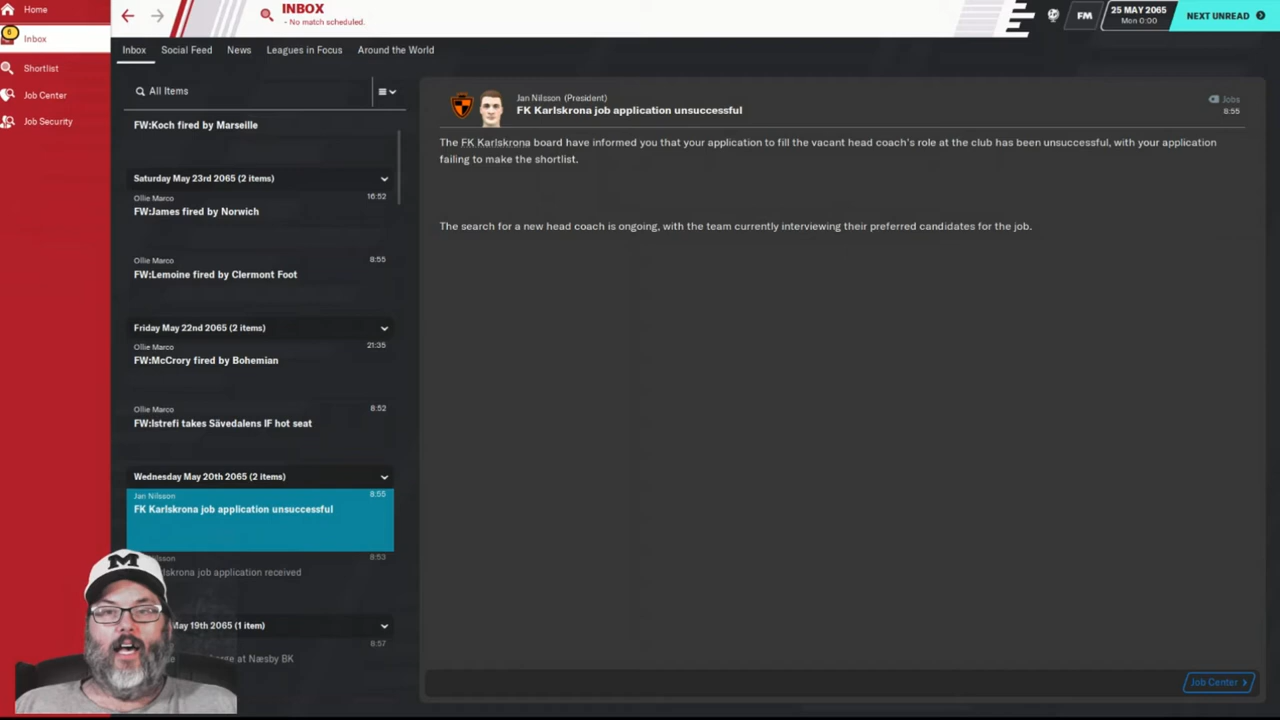 Home
6
Inbox
Shortlist
Job Center
Job Security
INBOX
- No match scheduled.
FM
25 MAY 2065
Mon 0:00
NEXT UNREAD
Inbox Social Feed News Leagues in Focus Around the World
All Items
FW:Koch fired by Marseille
Saturday May 23rd 2065 (2 items)
Ollie Marco 16:52
FW:James fired by Norwich
Ollie Marco 8:55
FW:Lemoine fired by Clermont Foot
Friday May 22nd 2065 (2 items)
Ollie Marco 21:35
FW:McCrory fired by Bohemian
Ollie Marco 8:52
FW:Istrefi takes Sävedalens IF hot seat
Wednesday May 20th 2065 (2 items)
Jan Nilsson 8:55
FK Karlskrona job application unsuccessful
ilsson 8:53
dskrona job application received
May 19th 2065 (1 item)
8:57
arge at Næsby BK
Jan Nilsson (President)
FK Karlskrona job application unsuccessful
Jobs
8:55
The FK Karlskrona board have informed you that your application to fill the vacant head coach's role at the club has been unsuccessful, with your application
failing to make the shortlist.
The search for a new head coach is ongoing, with the team currently interviewing their preferred candidates for the job.
Job Center
M